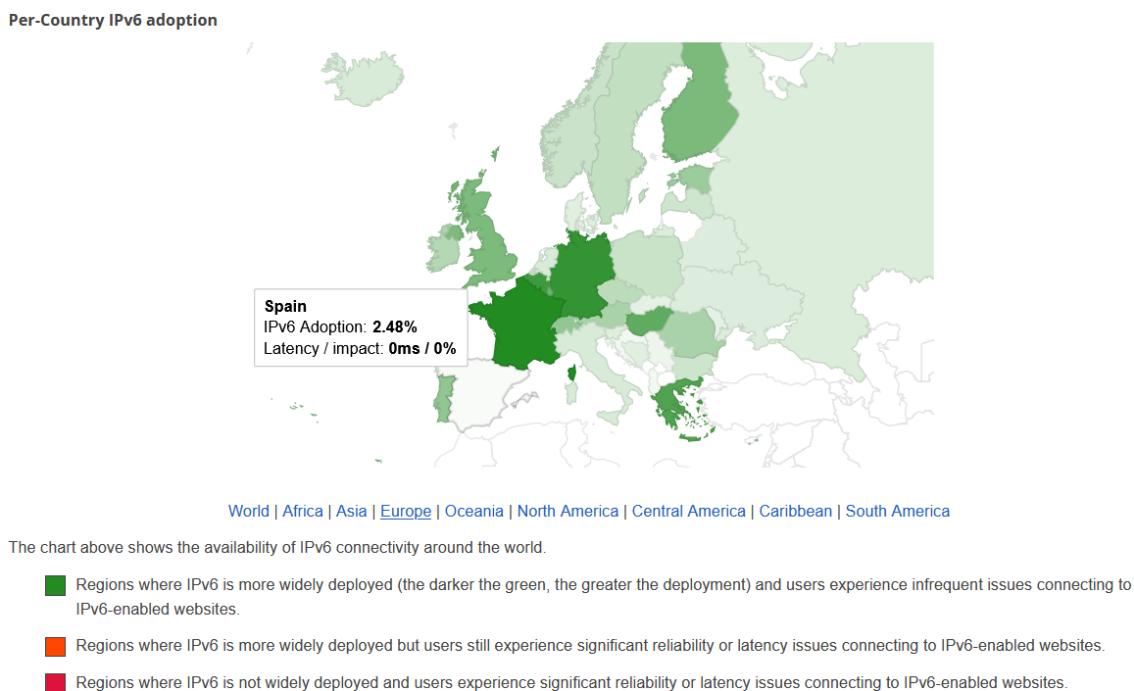 Per-Country IPv6 adoption
Spain
IPv6 Adoption: 2.48%
Latency / impact: 0ms / 0%
World | Africa | Asia | Europe | Oceania | North America | Central America | Caribbean | South America
The chart above shows the availability of IPv6 connectivity around the world.
Regions where IPv6 is more widely deployed (the darker the green, the greater the deployment) and users experience infrequent issues connecting to
IPv6-enabled websites.
Regions where IPv6 is more widely deployed but users still experience significant reliability or latency issues connecting to IPv6-enabled websites.
Regions where IPv6 is not widely deployed and users experience significant reliability or latency issues connecting to IPv6-enabled websites.